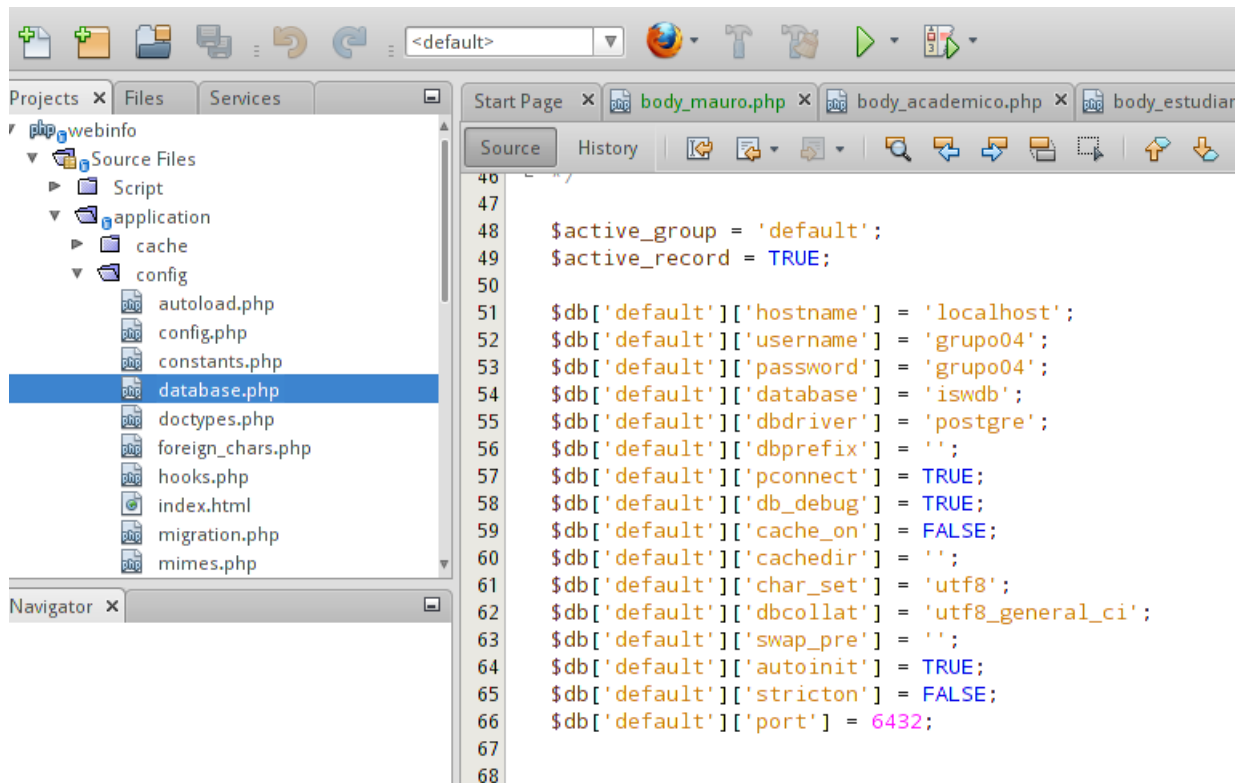 <default>
Projects Files Services
webinfo
Source Files
Script
application
cache
config
autoload.php
config.php
constants.php
database.php
doctypes.php
foreign_chars.php
hooks.php
index.html
migration.php
mimes.php
Navigator
Start Page body_mauro.php body_academico.php body_estudian
Source History
46 */
47
48 $active_group = 'default';
49 $active_record = TRUE;
50
51 $db['default']['hostname'] = 'localhost';
52 $db['default']['username'] = 'grupo04';
53 $db['default']['password'] = 'grupo04';
54 $db['default']['database'] = 'iswdb';
55 $db['default']['dbdriver'] = 'postgre';
56 $db['default']['dbprefix'] = '';
57 $db['default']['pconnect'] = TRUE;
58 $db['default']['db_debug'] = TRUE;
59 $db['default']['cache_on'] = FALSE;
60 $db['default']['cachedir'] = '';
61 $db['default']['char_set'] = 'utf8';
62 $db['default']['dbcollat'] = 'utf8_general_ci';
63 $db['default']['swap_pre'] = '';
64 $db['default']['autoinit'] = TRUE;
65 $db['default']['stricton'] = FALSE;
66 $db['default']['port'] = 6432;
67
68